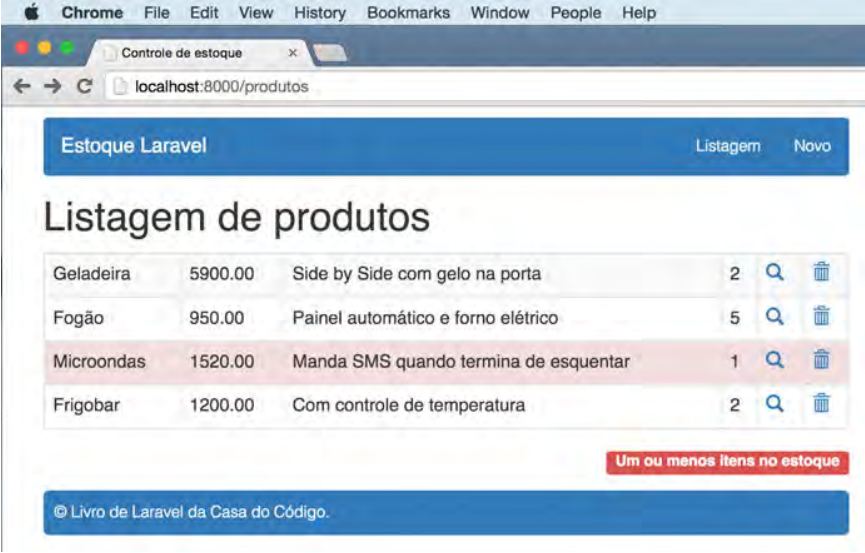 Chrome File Edit View History Bookmarks Window People Help
Controle de estoque
localhost:8000/produtos
Estoque Laravel Listagem Novo
Listagem de produtos
Geladeira 5900.00 Side by Side com gelo na porta 2
Fogão 950.00 Painel automático e forno elétrico 5
Microondas 1520.00 Manda SMS quando termina de esquentar 1
Frigobar 1200.00 Com controle de temperatura 2
Um ou menos itens no estoque
© Livro de Laravel da Casa do Código.